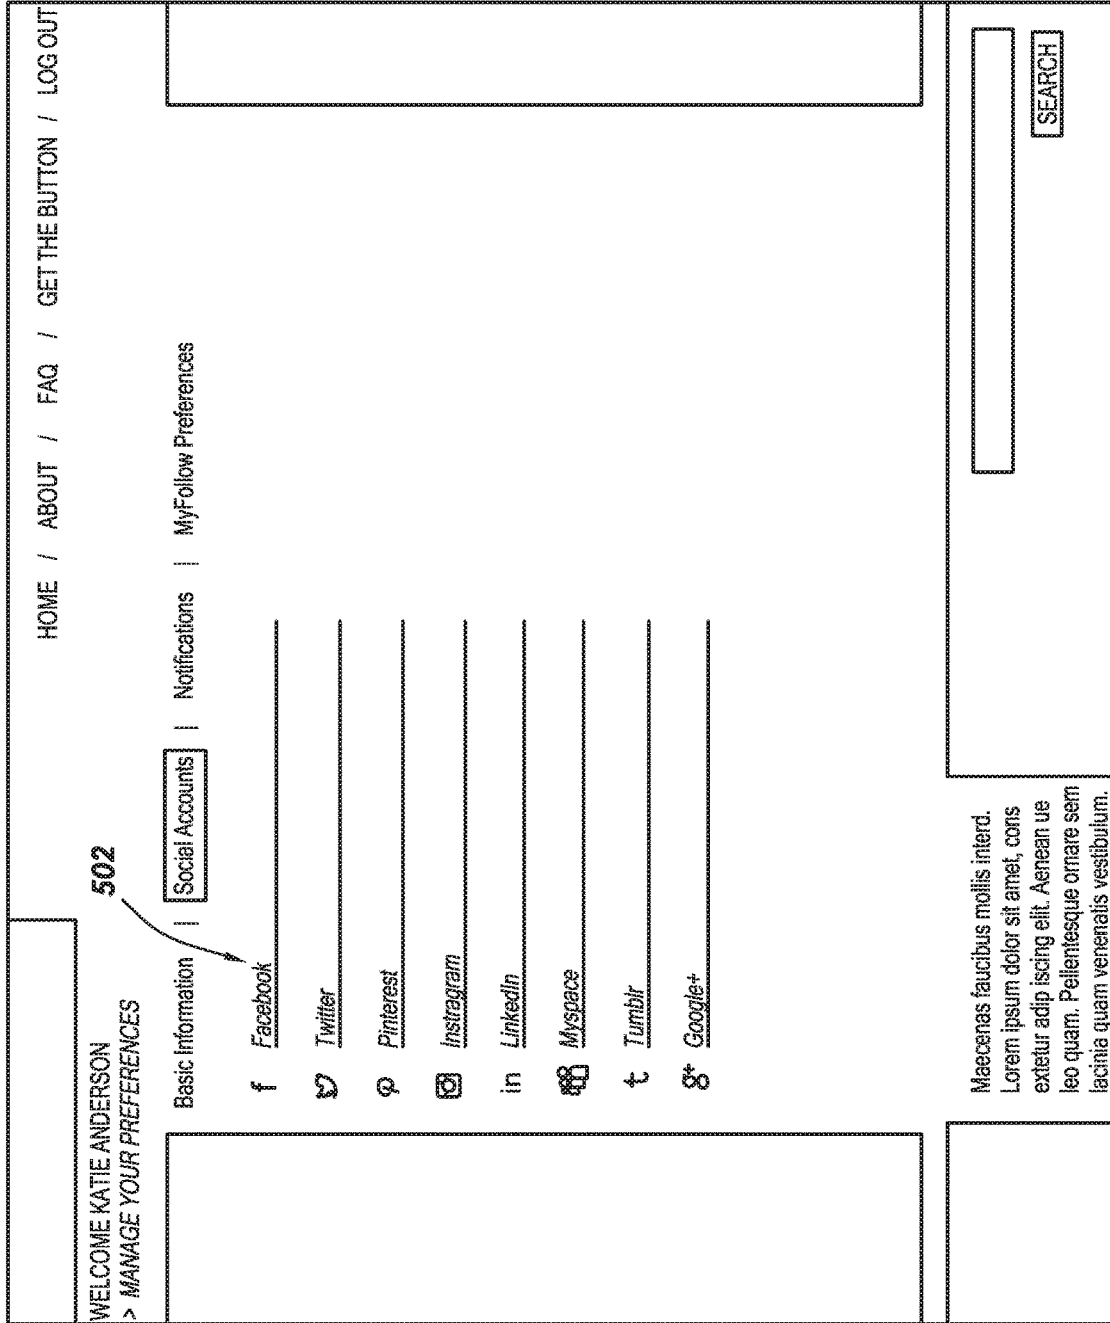 HOME / ABOUT / FAQ / GET THE BUTTON / LOG OUT
WELCOME KATIE ANDERSON
> MANAGE YOUR PREFERENCES
502
Basic Information | Social Accounts | Notifications | MyFollow Preferences
f Facebook
Twitter
Pinterest
Instragram
in LinkedIn
Myspace
t Tumblr
g+ Google+
Maecenas faucibus mollis interd.
Lorem ipsum dolor sit amet, cons
extetur adip iscing elit. Aenean ue
leo quam. Pellentesque ornare sem
lacinia quam venenatis vestibulum.
SEARCH